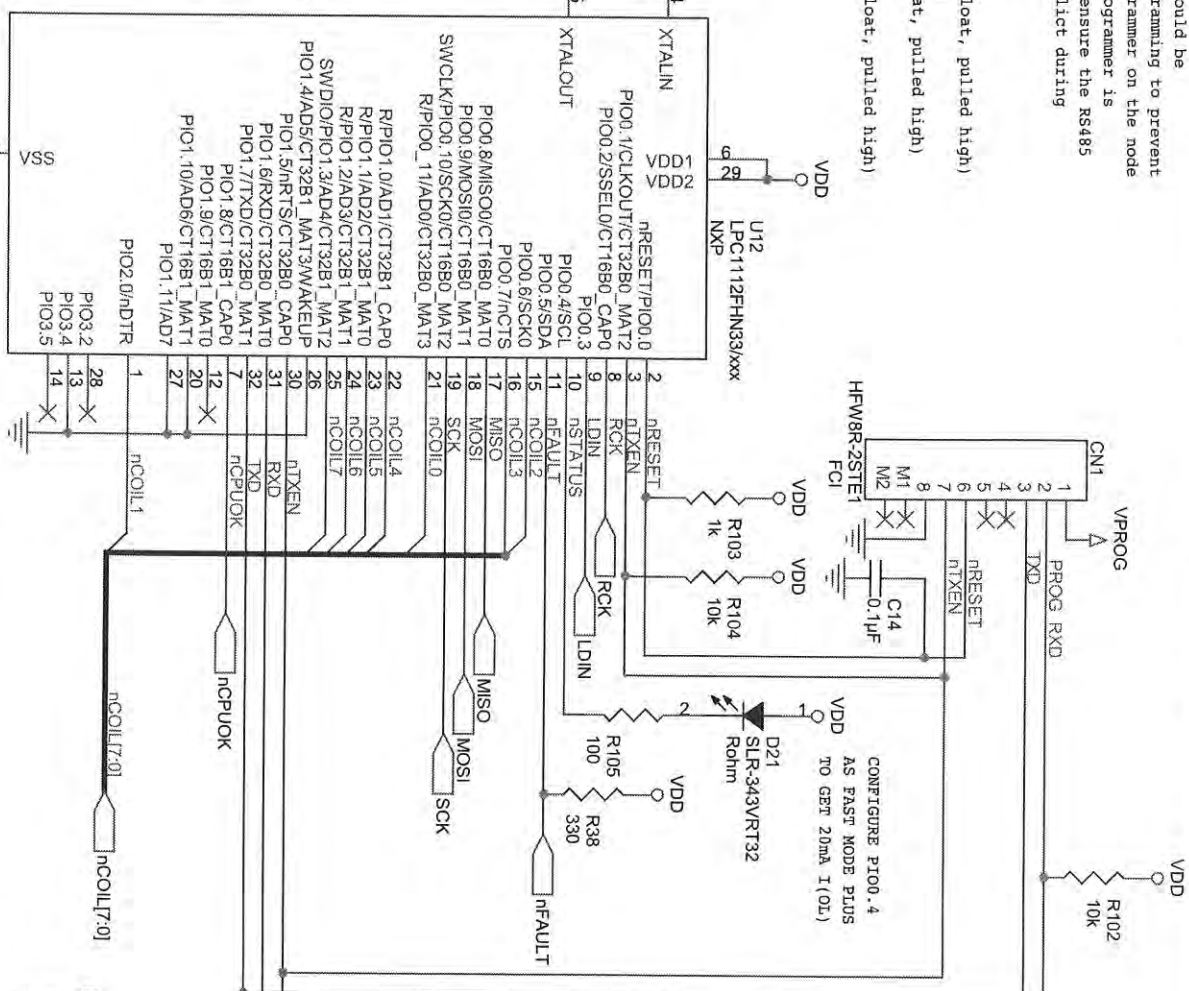 ould be
ramming to prevent
rammer on the node
ogrammer is
ensure the RS485
lict during
loat, pulled high)
at, pulled high)
loat, pulled high)
XTALIN
XTALOUT
VDD
6
29
VDD1
VDD2
U12
LPC1112FHN33/xxx
NXP
nRESET/PIO0.0
PIO0.1/CLKOUT/CT32B0_MAT2
PIO0.2/SSEL0/CT16B0_CAP0
PIO0.3
PIO0.4/SCL
PIO0.5/SDA
PIO0.6/SCK0
PIO0.7/nCTS
PIO0.8/MISO0/CT16B0_MAT0
PIO0.9/MOSI0/CT16B0_MAT1
SWCLK/PIO0.10/SCK0/CT16B0_MAT2
R/PIO0_11/AD0/CT32B0_MAT3
R/PIO1.0/AD1/CT32B1_CAP0
R/PIO1.1/AD2/CT32B1_MAT0
R/PIO1.2/AD3/CT32B1_MAT1
SWDIO/PIO1.3/AD4/CT32B1_MAT2
PIO1.4/AD5/CT32B1_MAT3/WAKEUP
PIO1.5/nRTS/CT32B0_CAP0
PIO1.6/RXD/CT32B0_MAT0
PIO1.7/TXD/CT32B0_MAT1
PIO1.8/CT16B1_CAP0
PIO1.9/CT16B1_MAT0
PIO1.10/AD6/CT16B1_MAT1
PIO1.11/AD7
PIO2.0/nDTR
PIO3.2
PIO3.4
PIO3.5
VSS
2 nRESET
3 nTXEN
8 RCK
9 LDIN
10 nSTATUS
11 nFAULT
15 nCOIL2
16 nCOIL3
17 MISO
18 MOSI
19 SCK
21 nCOIL0
22 nCOIL4
23 nCOIL5
24 nCOIL6
25 nCOIL7
26
30 nTXEN
31 RXD
32 TXD
7 nCPUOK
12
20
27
1 nCOIL1
28
13
14
CN1
HFW8R-2STE1
FCI
1
2
3
4
5
6
7
8
M1
M2
VPROG
PROG RXD
TXD
nRESET
nTXEN
C14
0.1µF
VDD
R103
1k
VDD
R104
10k
VDD
R102
10k
RCK
LDIN
VDD
1
2
D21
SLR-343VRT32
Rohm
R105
100
CONFIGURE PIO0.4
AS FAST MODE PLUS
TO GET 20mA I(OL)
VDD
R38
330
nFAULT
MISO
MOSI
SCK
nCPUOK
nCOIL[7:0]
nCOIL[7:0]